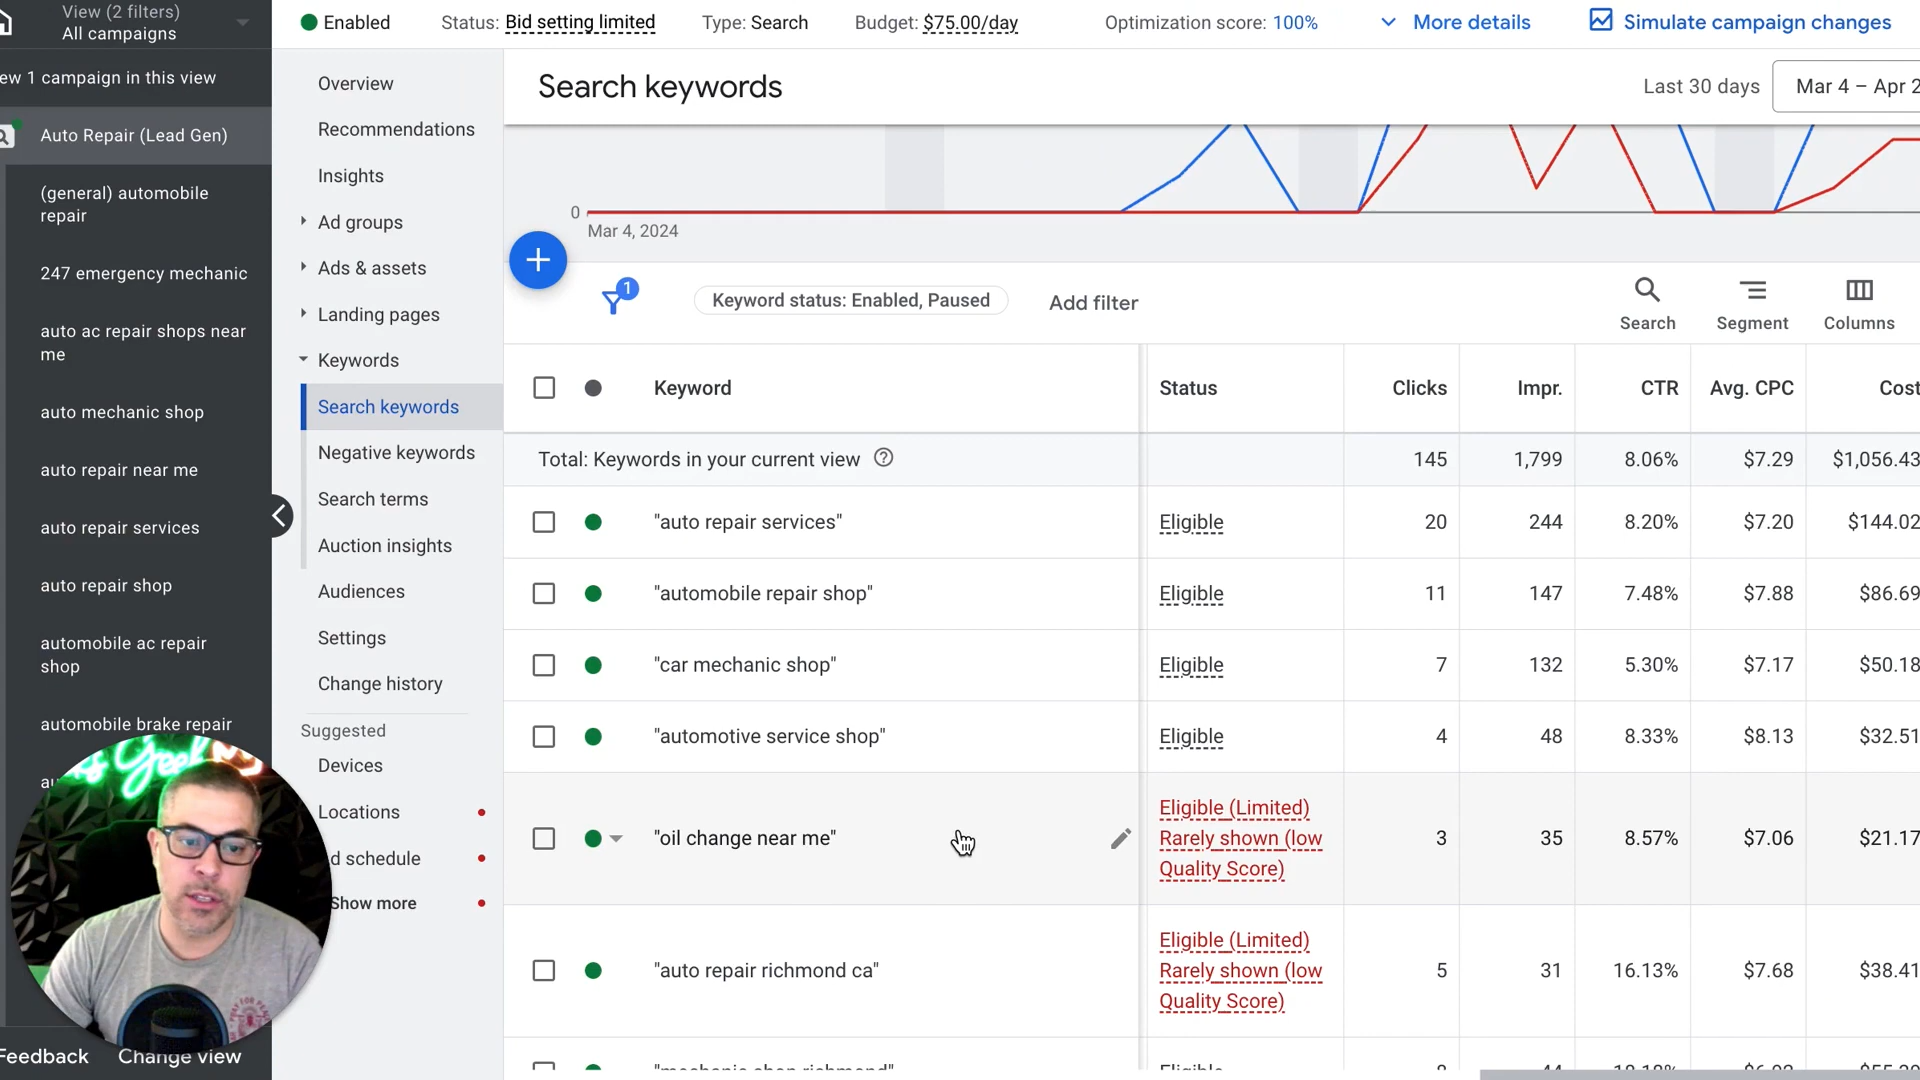 View (2 filters)
All campaigns
Enabled
Status: Bid setting limited
Type: Search
Budget: $75.00/day
Optimization score: 100%
More details
Simulate campaign changes
ew 1 campaign in this view
Auto Repair (Lead Gen)
(general) automobile
repair
247 emergency mechanic
auto ac repair shops near
me
auto mechanic shop
auto repair near me
auto repair services
auto repair shop
automobile ac repair
shop
automobile brake repair
au
Geek
Feedback
Change view
Overview
Recommendations
Insights
Ad groups
Ads & assets
Landing pages
Keywords
Search keywords
Negative keywords
Search terms
Auction insights
Audiences
Settings
Change history
Suggested
Devices
Locations
d schedule
Show more
Search keywords
Last 30 days
Mar 4 – Apr 2
0
Mar 4, 2024
1
Keyword status: Enabled, Paused
Add filter
Search
Segment
Columns
Keyword Status Clicks Impr. CTR Avg. CPC Cost
Total: Keywords in your current view 145 1,799 8.06% $7.29 $1,056.43
"auto repair services" Eligible 20 244 8.20% $7.20 $144.02
"automobile repair shop" Eligible 11 147 7.48% $7.88 $86.69
"car mechanic shop" Eligible 7 132 5.30% $7.17 $50.18
"automotive service shop" Eligible 4 48 8.33% $8.13 $32.51
Eligible (Limited)
"oil change near me" Rarely shown (low 3 35 8.57% $7.06 $21.17
Quality Score)
Eligible (Limited)
"auto repair richmond ca" Rarely shown (low 5 31 16.13% $7.68 $38.41
Quality Score)
"mechanic shop richmond" Eligible